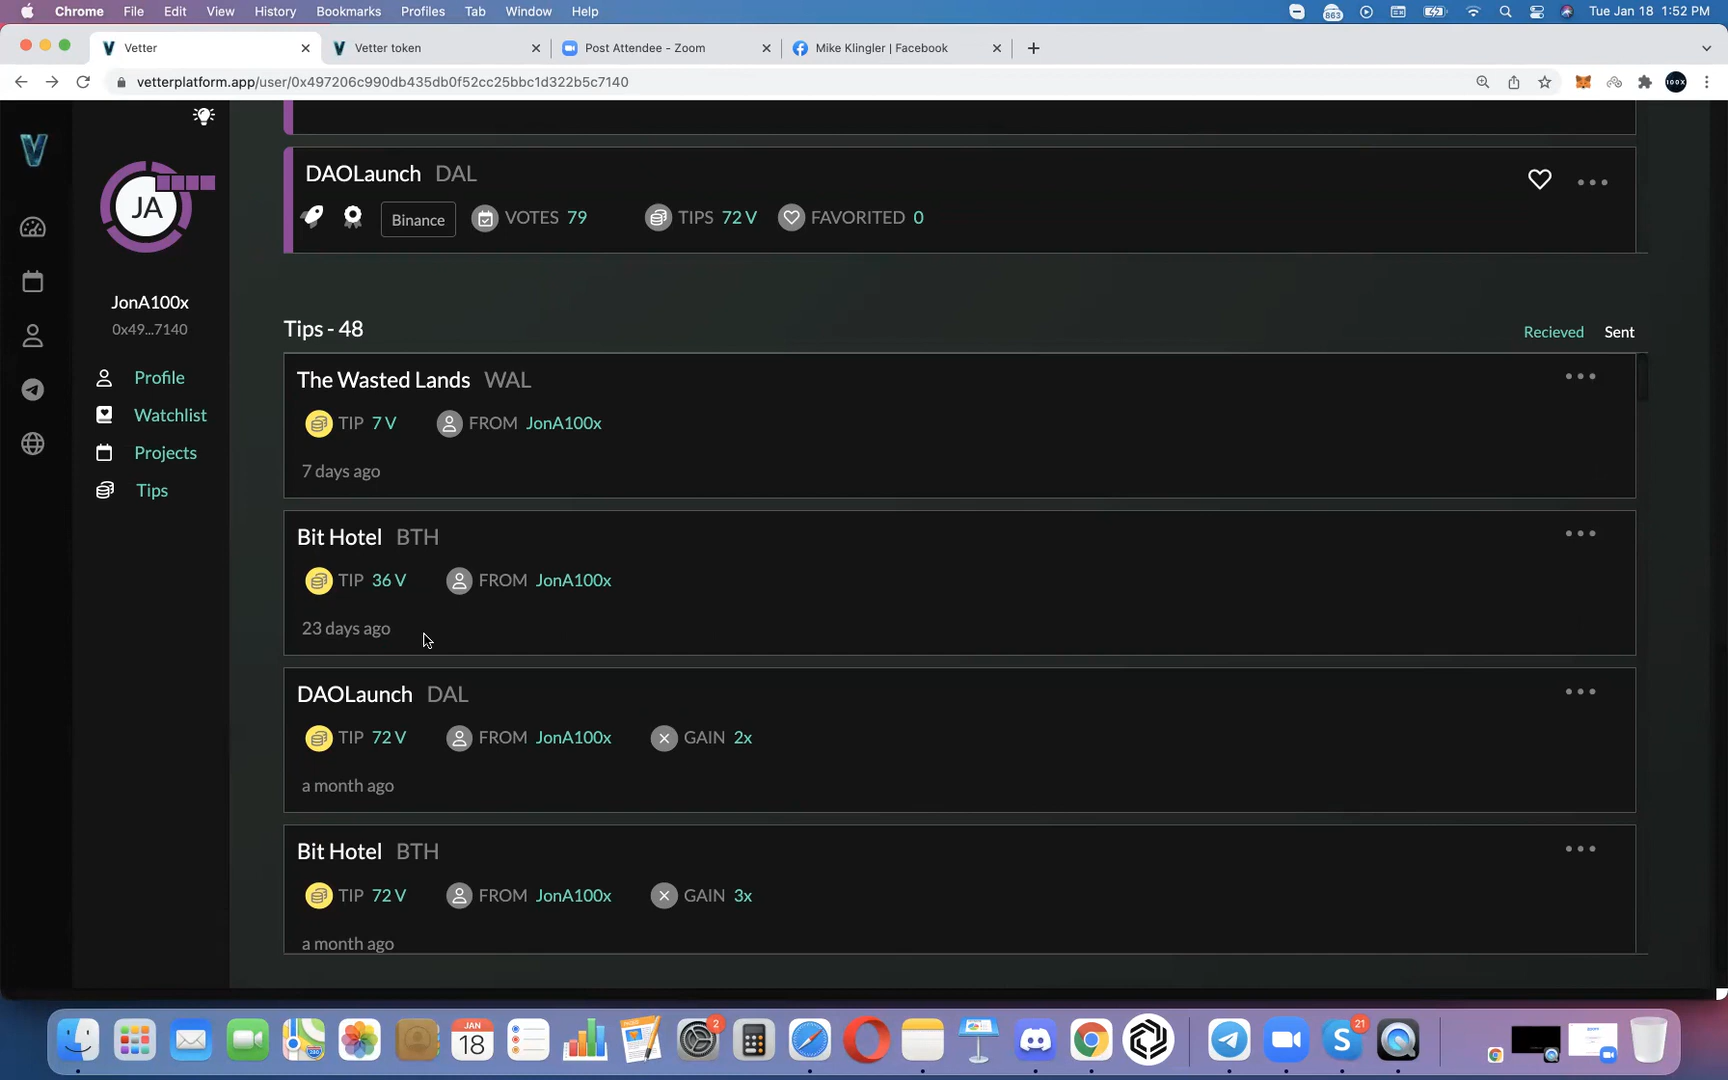 Chrome File Edit View History Bookmarks Profiles Tab Window Help 863 Tue Jan 18 1:52 PM
Vetter Vetter token Post Attendee - Zoom Mike Klingler | Facebook
vetterplatform.app/user/0x497206c990db435db0f52cc25bbc1d322b5c7140 100X
V
JA
JonA100x
0x49...7140
Profile
Watchlist
Projects
Tips
DAOLaunch DAL
Binance VOTES 79 TIPS 72 V FAVORITED 0
Tips - 48 Recieved Sent
The Wasted Lands WAL
TIP 7 V FROM JonA100x
7 days ago
Bit Hotel BTH
TIP 36 V FROM JonA100x
23 days ago
DAOLaunch DAL
TIP 72 V FROM JonA100x GAIN 2x
a month ago
Bit Hotel BTH
TIP 72 V FROM JonA100x GAIN 3x
a month ago
JAN
18
2
21